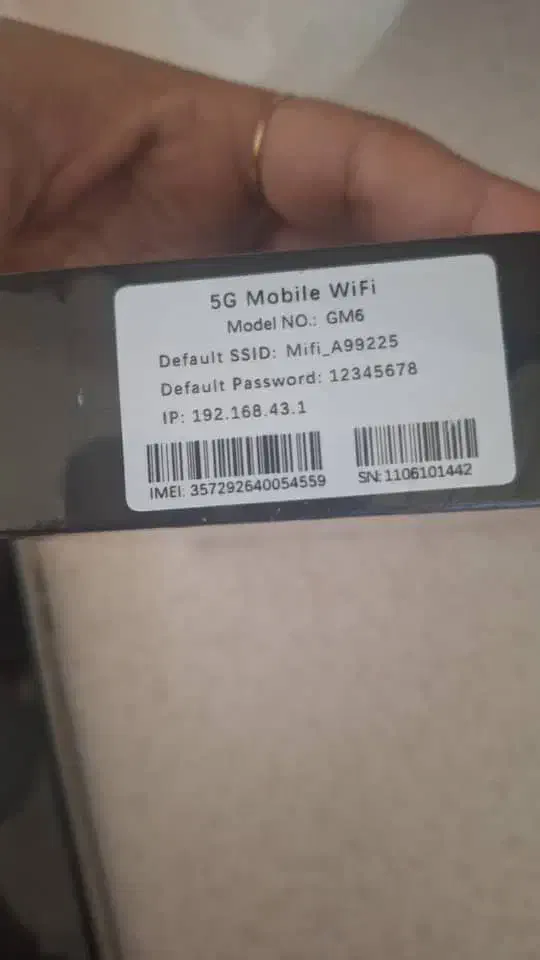 5G Mobile WiFi
Model NO.: GM6
Default SSID: Mifi_A99225
Default Password: 12345678
IP: 192.168.43.1
IMEI: 357292640054559
SN: 1106101442